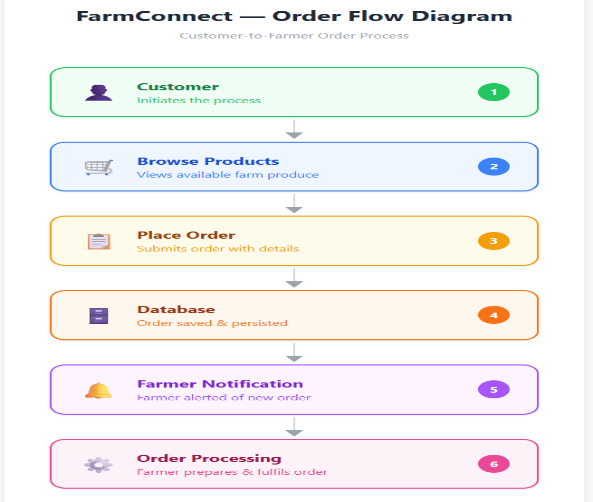 FarmConnect — Order Flow Diagram
Customer-to-Farmer Order Process
Customer
Initiates the process
1
Browse Products
Views available farm produce
2
Place Order
Submits order with details
3
Database
Order saved & persisted
4
Farmer Notification
Farmer alerted of new order
5
Order Processing
Farmer prepares & fulfils order
6